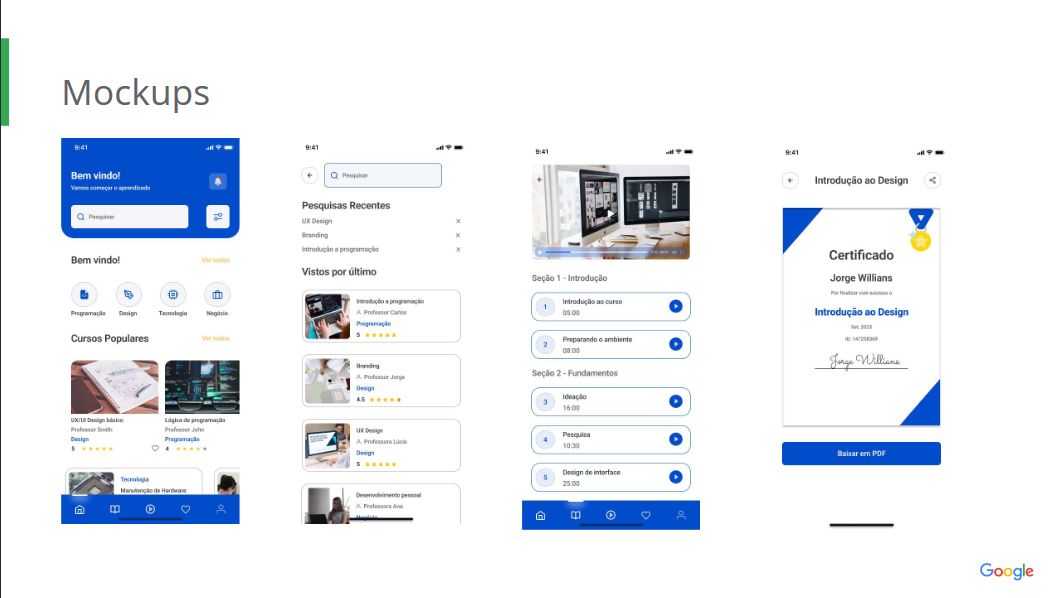 Mockups
9:41
Bem vindo!
Vamos começar o aprendizado
Pesquisar
Bem vindo!
Ver todos
Programação
Design
Tecnologia
Negócio
Cursos Populares
Ver todos
UX/UI Design básico
Professor Smith
Design
5
Lógica de programação
Professor John
Programação
4
Tecnologia
Manutenção de Hardware
9:41
Pesquisar
Pesquisas Recentes
UX Design
Branding
Introdução a programação
Vistos por último
Introdução a programação
Professor Carlos
Programação
5
Branding
Professor Jorge
Design
4.5
UX Design
Professora Lúcia
Design
5
Desenvolvimento pessoal
Professora Ana
Negócio
9:41
Seção 1 - Introdução
1
Introdução ao curso
05:00
2
Preparando o ambiente
08:00
Seção 2 - Fundamentos
3
Ideação
16:00
4
Pesquisa
10:30
5
Design de interface
25:00
9:41
Introdução ao Design
Certificado
Jorge Willians
Por finalizar com sucesso o
Introdução ao Design
Set, 2023
ID: 147258369
Jorge Willians
Baixar em PDF
Google